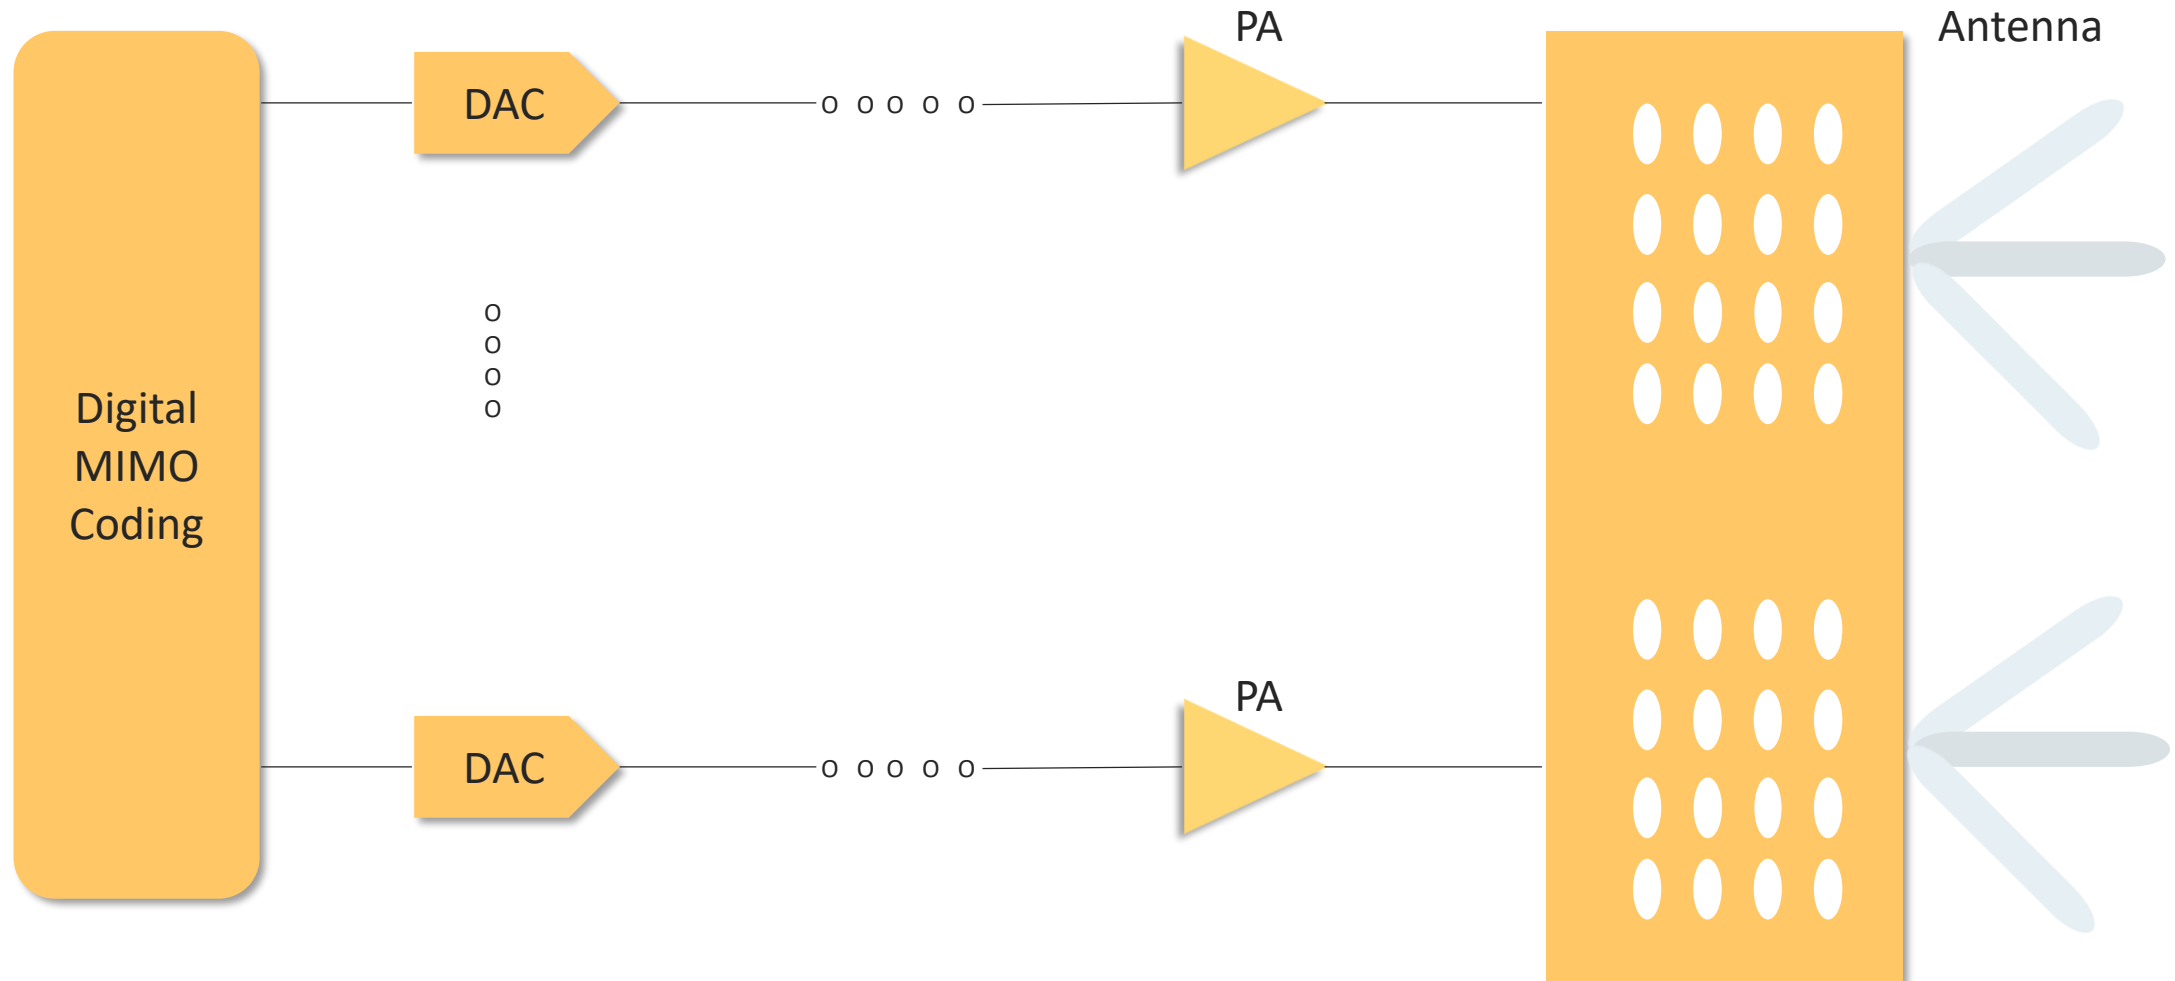 PA
Antenna
DAC
o o o o o
o
o
o
o
Digital
MIMO
Coding
PA
DAC
o o o o o